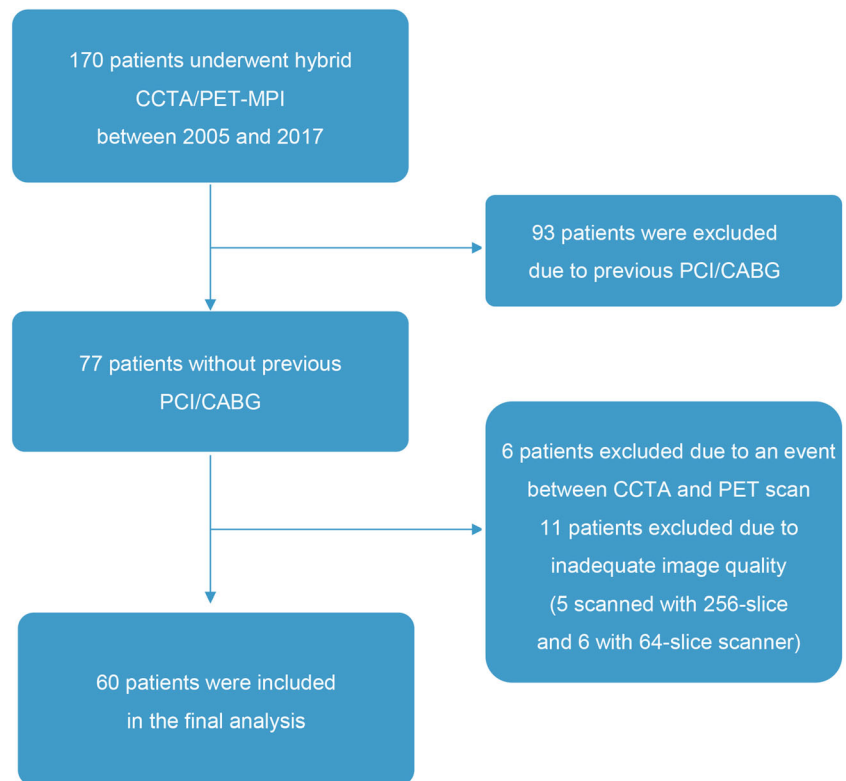 170 patients underwent hybrid
CCTA/PET-MPI
between 2005 and 2017
93 patients were excluded
due to previous PCI/CABG
77 patients without previous
PCI/CABG
6 patients excluded due to an event
between CCTA and PET scan
11 patients excluded due to
inadequate image quality
(5 scanned with 256-slice
and 6 with 64-slice scanner)
60 patients were included
in the final analysis